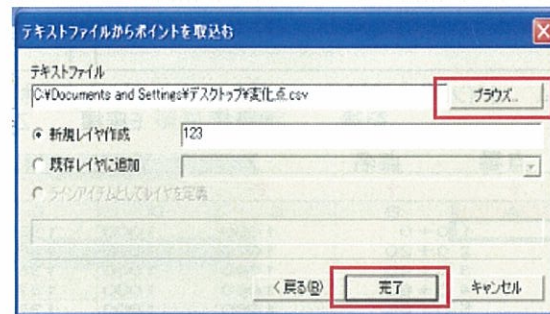 テキストファイルからポイントを取込む
テキストファイル
C:¥Documents and Settings¥デスクトップ¥変化点.csv
ブラウズ..
新規レイヤ作成
123
既存レイヤに追加
ラインアイテムとしてレイヤを定義
<戻る(B)
完了
キャンセル